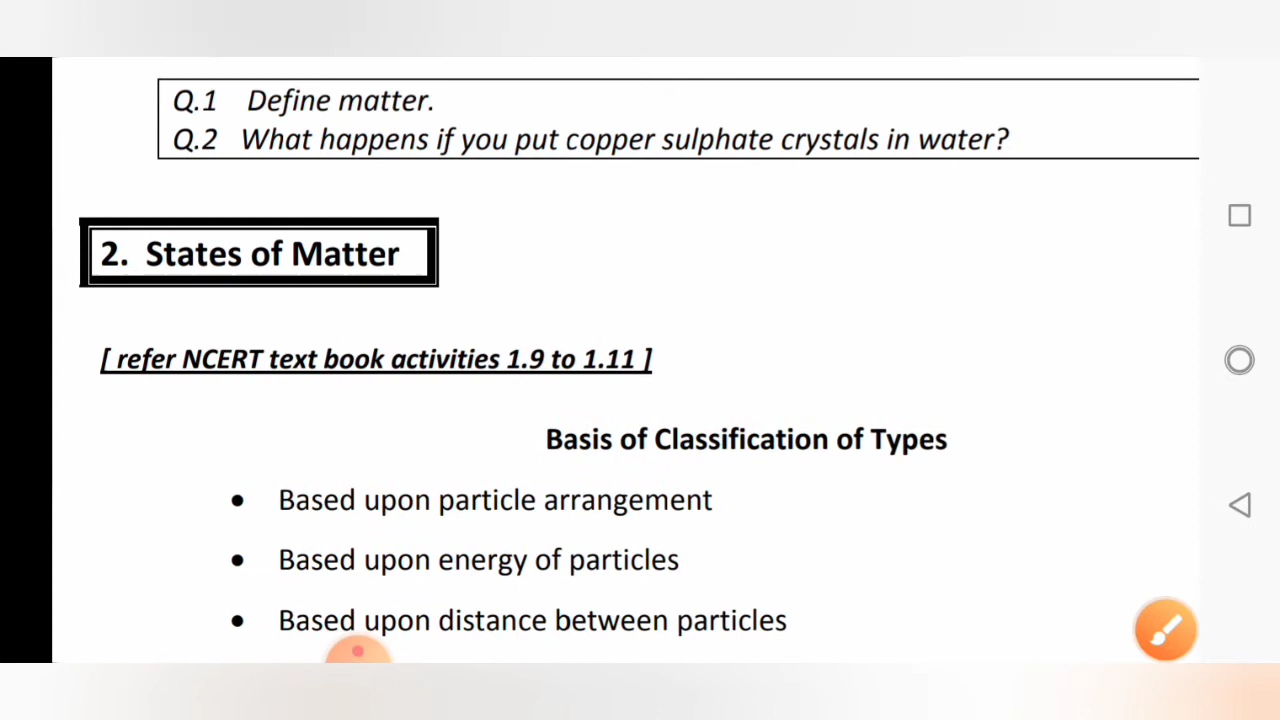 Q.1 Define matter.
Q.2 What happens if you put copper sulphate crystals in water?
2. States of Matter
[ refer NCERT text book activities 1.9 to 1.11 ]
Basis of Classification of Types
• Based upon particle arrangement
• Based upon energy of particles
• Based upon distance between particles